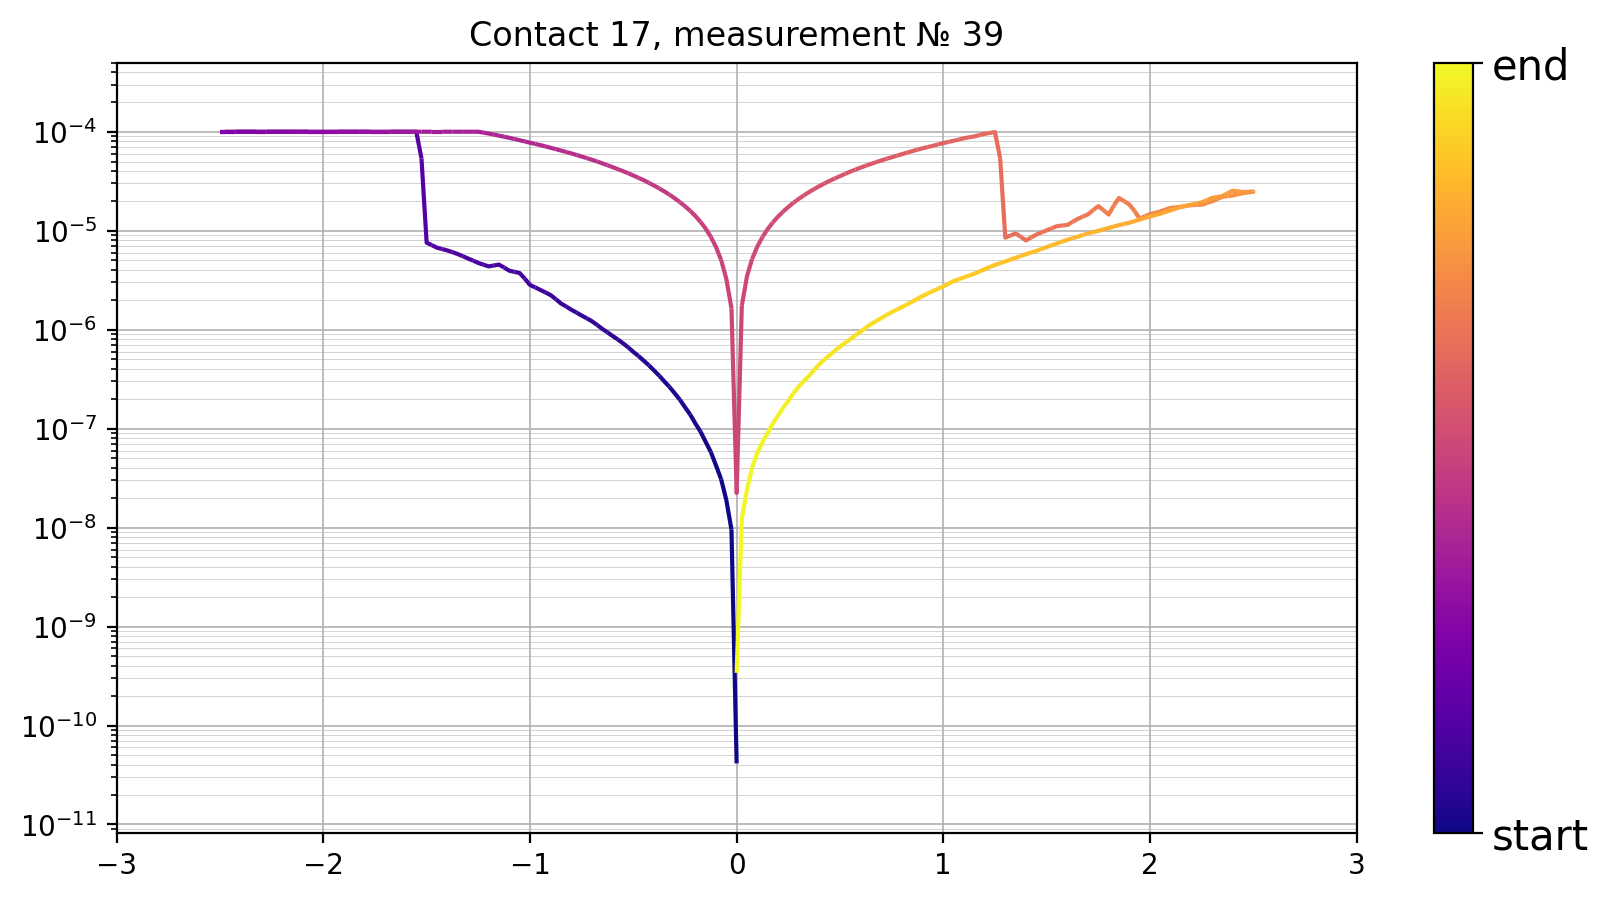 Contact 17, measurement № 39
10⁻⁴
10⁻⁵
10⁻⁶
10⁻⁷
10⁻⁸
10⁻⁹
10⁻¹⁰
10⁻¹¹
−3 −2 −1 0 1 2 3
end
start